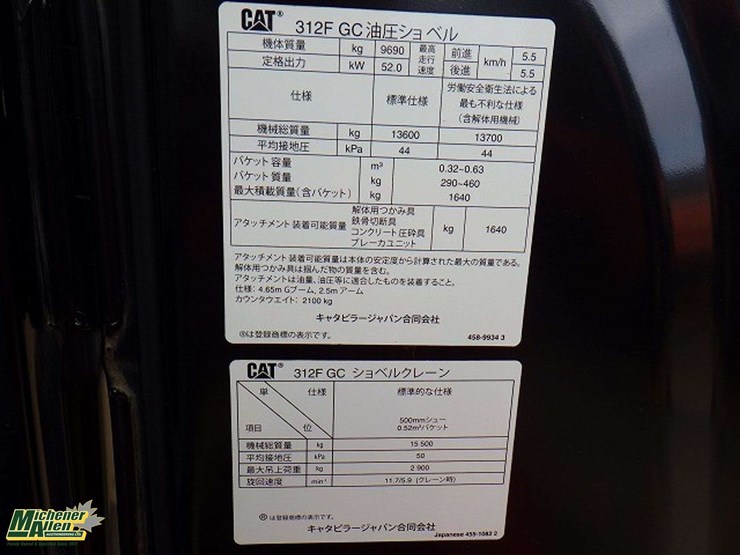 CAT® 312F GC 油圧ショベル
機体質量 kg 9690 最高走行速度 前進 km/h 5.5
定格出力 kW 52.0 後進 5.5
仕様 標準仕様 労働安全衛生法による最も不利な仕様(含解体用機械)
機械総質量 kg 13600 13700
平均接地圧 kPa 44 44
バケット容量 m³ 0.32~0.63
バケット質量 kg 290~460
最大積載質量(含バケット) kg 1640
アタッチメント装着可能質量 解体用つかみ具 鉄骨切断具 コンクリート圧砕具 ブレーカユニット kg 1640
アタッチメント装着可能質量は本体の安定度から計算された最大の質量である。
解体用つかみ具は掴んだ物の質量を含む。
アタッチメントは油量、油圧等に適合したものを装着すること。
仕様: 4.65m Gブーム, 2.5m アーム
カウンタウエイト: 2100 kg
キャタピラージャパン合同会社
®は登録商標の表示です。
458-9934 3
CAT® 312F GC ショベルクレーン
単位 仕様 標準的な仕様
項目 500mmシュー
0.52m³バケット
機械総質量 kg 15 500
平均接地圧 kPa 50
最大吊上荷重 kg 2 900
旋回速度 min⁻¹ 11.7/5.9 (クレーン時)
® は登録商標の表示です。
キャタピラージャパン合同会社
Japanese 459-1082 2
Michener
Allen
AUCTIONEERING LTD.